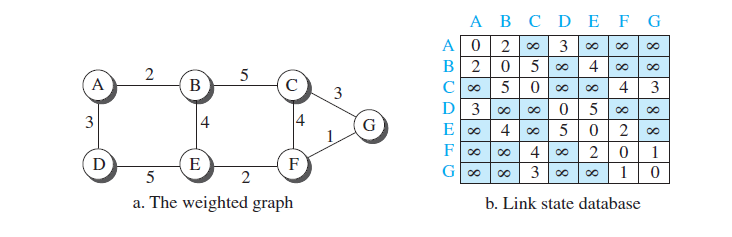 A B C D E F G
A 0 2 ∞ 3 ∞ ∞ ∞
B 2 0 5 ∞ 4 ∞ ∞
C ∞ 5 0 ∞ ∞ 4 3
D 3 ∞ ∞ 0 5 ∞ ∞
E ∞ 4 ∞ 5 0 2 ∞
F ∞ ∞ 4 ∞ 2 0 1
G ∞ ∞ 3 ∞ ∞ 1 0
2 5
A B C 3
3 4 4 1 G
D E F
5 2
a. The weighted graph
b. Link state database